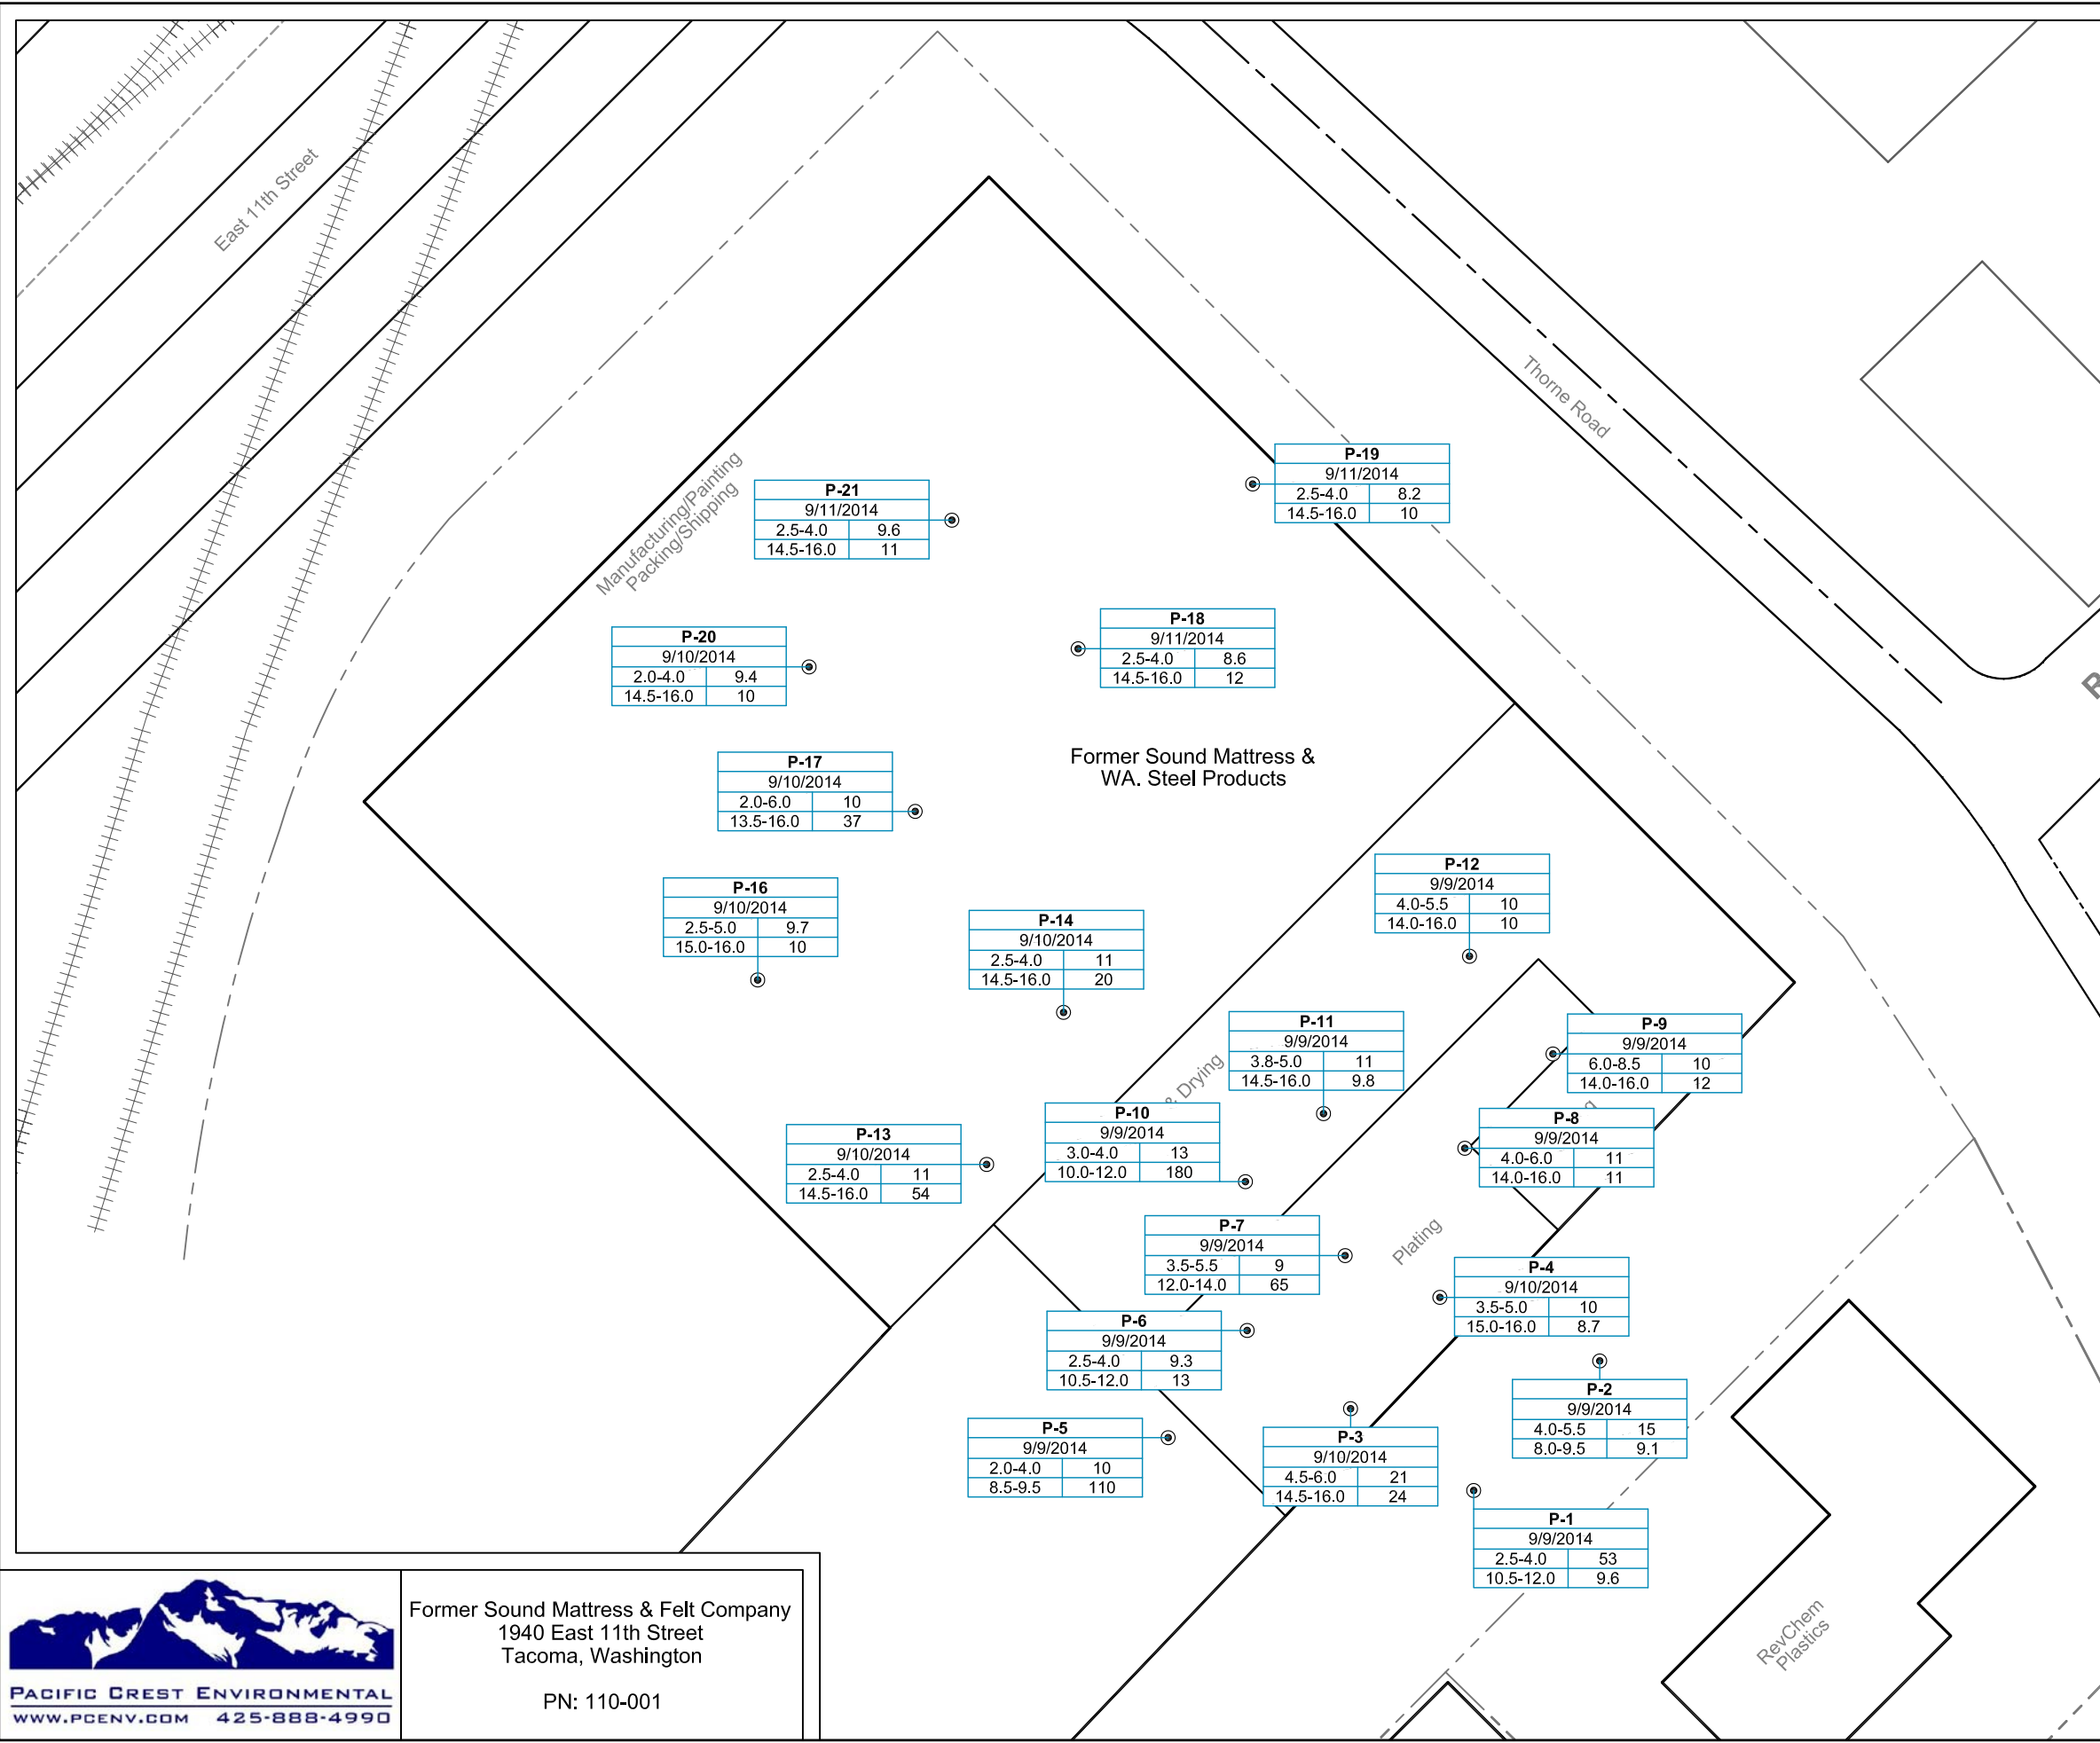 East 11th Street
Thorne Road
Manufacturing/Painting
Packing/Shipping
P-19
9/11/2014
2.5-4.0 8.2
14.5-16.0 10
P-21
9/11/2014
2.5-4.0 9.6
14.5-16.0 11
P-18
9/11/2014
2.5-4.0 8.6
14.5-16.0 12
P-20
9/10/2014
2.0-4.0 9.4
14.5-16.0 10
Former Sound Mattress &
WA. Steel Products
P-17
9/10/2014
2.0-6.0 10
13.5-16.0 37
P-12
9/9/2014
4.0-5.5 10
14.0-16.0 10
P-16
9/10/2014
2.5-5.0 9.7
15.0-16.0 10
P-14
9/10/2014
2.5-4.0 11
14.5-16.0 20
P-11
9/9/2014
3.8-5.0 11
14.5-16.0 9.8
P-9
9/9/2014
6.0-8.5 10
14.0-16.0 12
& Drying
P-10
9/9/2014
3.0-4.0 13
10.0-12.0 180
P-8
9/9/2014
4.0-6.0 11
14.0-16.0 11
P-13
9/10/2014
2.5-4.0 11
14.5-16.0 54
P-7
9/9/2014
3.5-5.5 9
12.0-14.0 65
Plating
P-4
9/10/2014
3.5-5.0 10
15.0-16.0 8.7
P-6
9/9/2014
2.5-4.0 9.3
10.5-12.0 13
P-2
9/9/2014
4.0-5.5 15
8.0-9.5 9.1
P-5
9/9/2014
2.0-4.0 10
8.5-9.5 110
P-3
9/10/2014
4.5-6.0 21
14.5-16.0 24
P-1
9/9/2014
2.5-4.0 53
10.5-12.0 9.6
RevChem
Plastics
Former Sound Mattress & Felt Company
1940 East 11th Street
Tacoma, Washington
PN: 110-001
PACIFIC CREST ENVIRONMENTAL
WWW.PCENV.COM 425-888-4990